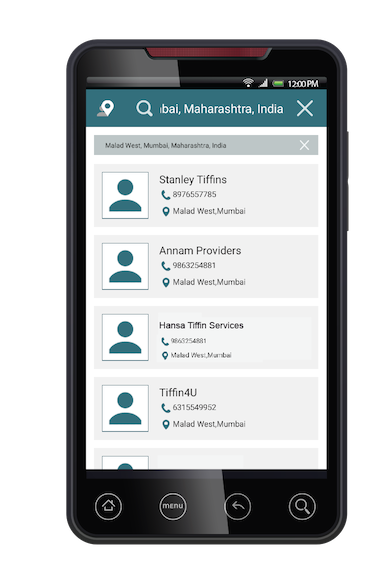 12:00 PM
ıbai, Maharashtra, India
Malad West, Mumbai, Maharashtra, India
Stanley Tiffins
8976557785
Malad West,Mumbai
Annam Providers
9863254881
Malad West,Mumbai
Hansa Tiffin Services
9863254881
Malad West,Mumbai
Tiffin4U
6315549952
Malad West,Mumbai
MENU